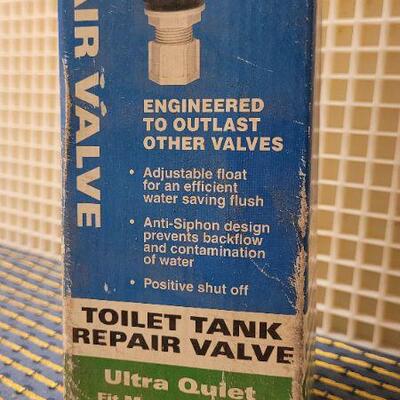 AIR VALVE
ENGINEERED
TO OUTLAST
OTHER VALVES
• Adjustable float
for an efficient
water saving flush
• Anti-Siphon design
prevents backflow
and contamination
of water
• Positive shut off
TOILET TANK
REPAIR VALVE
Ultra Quiet
Fit M